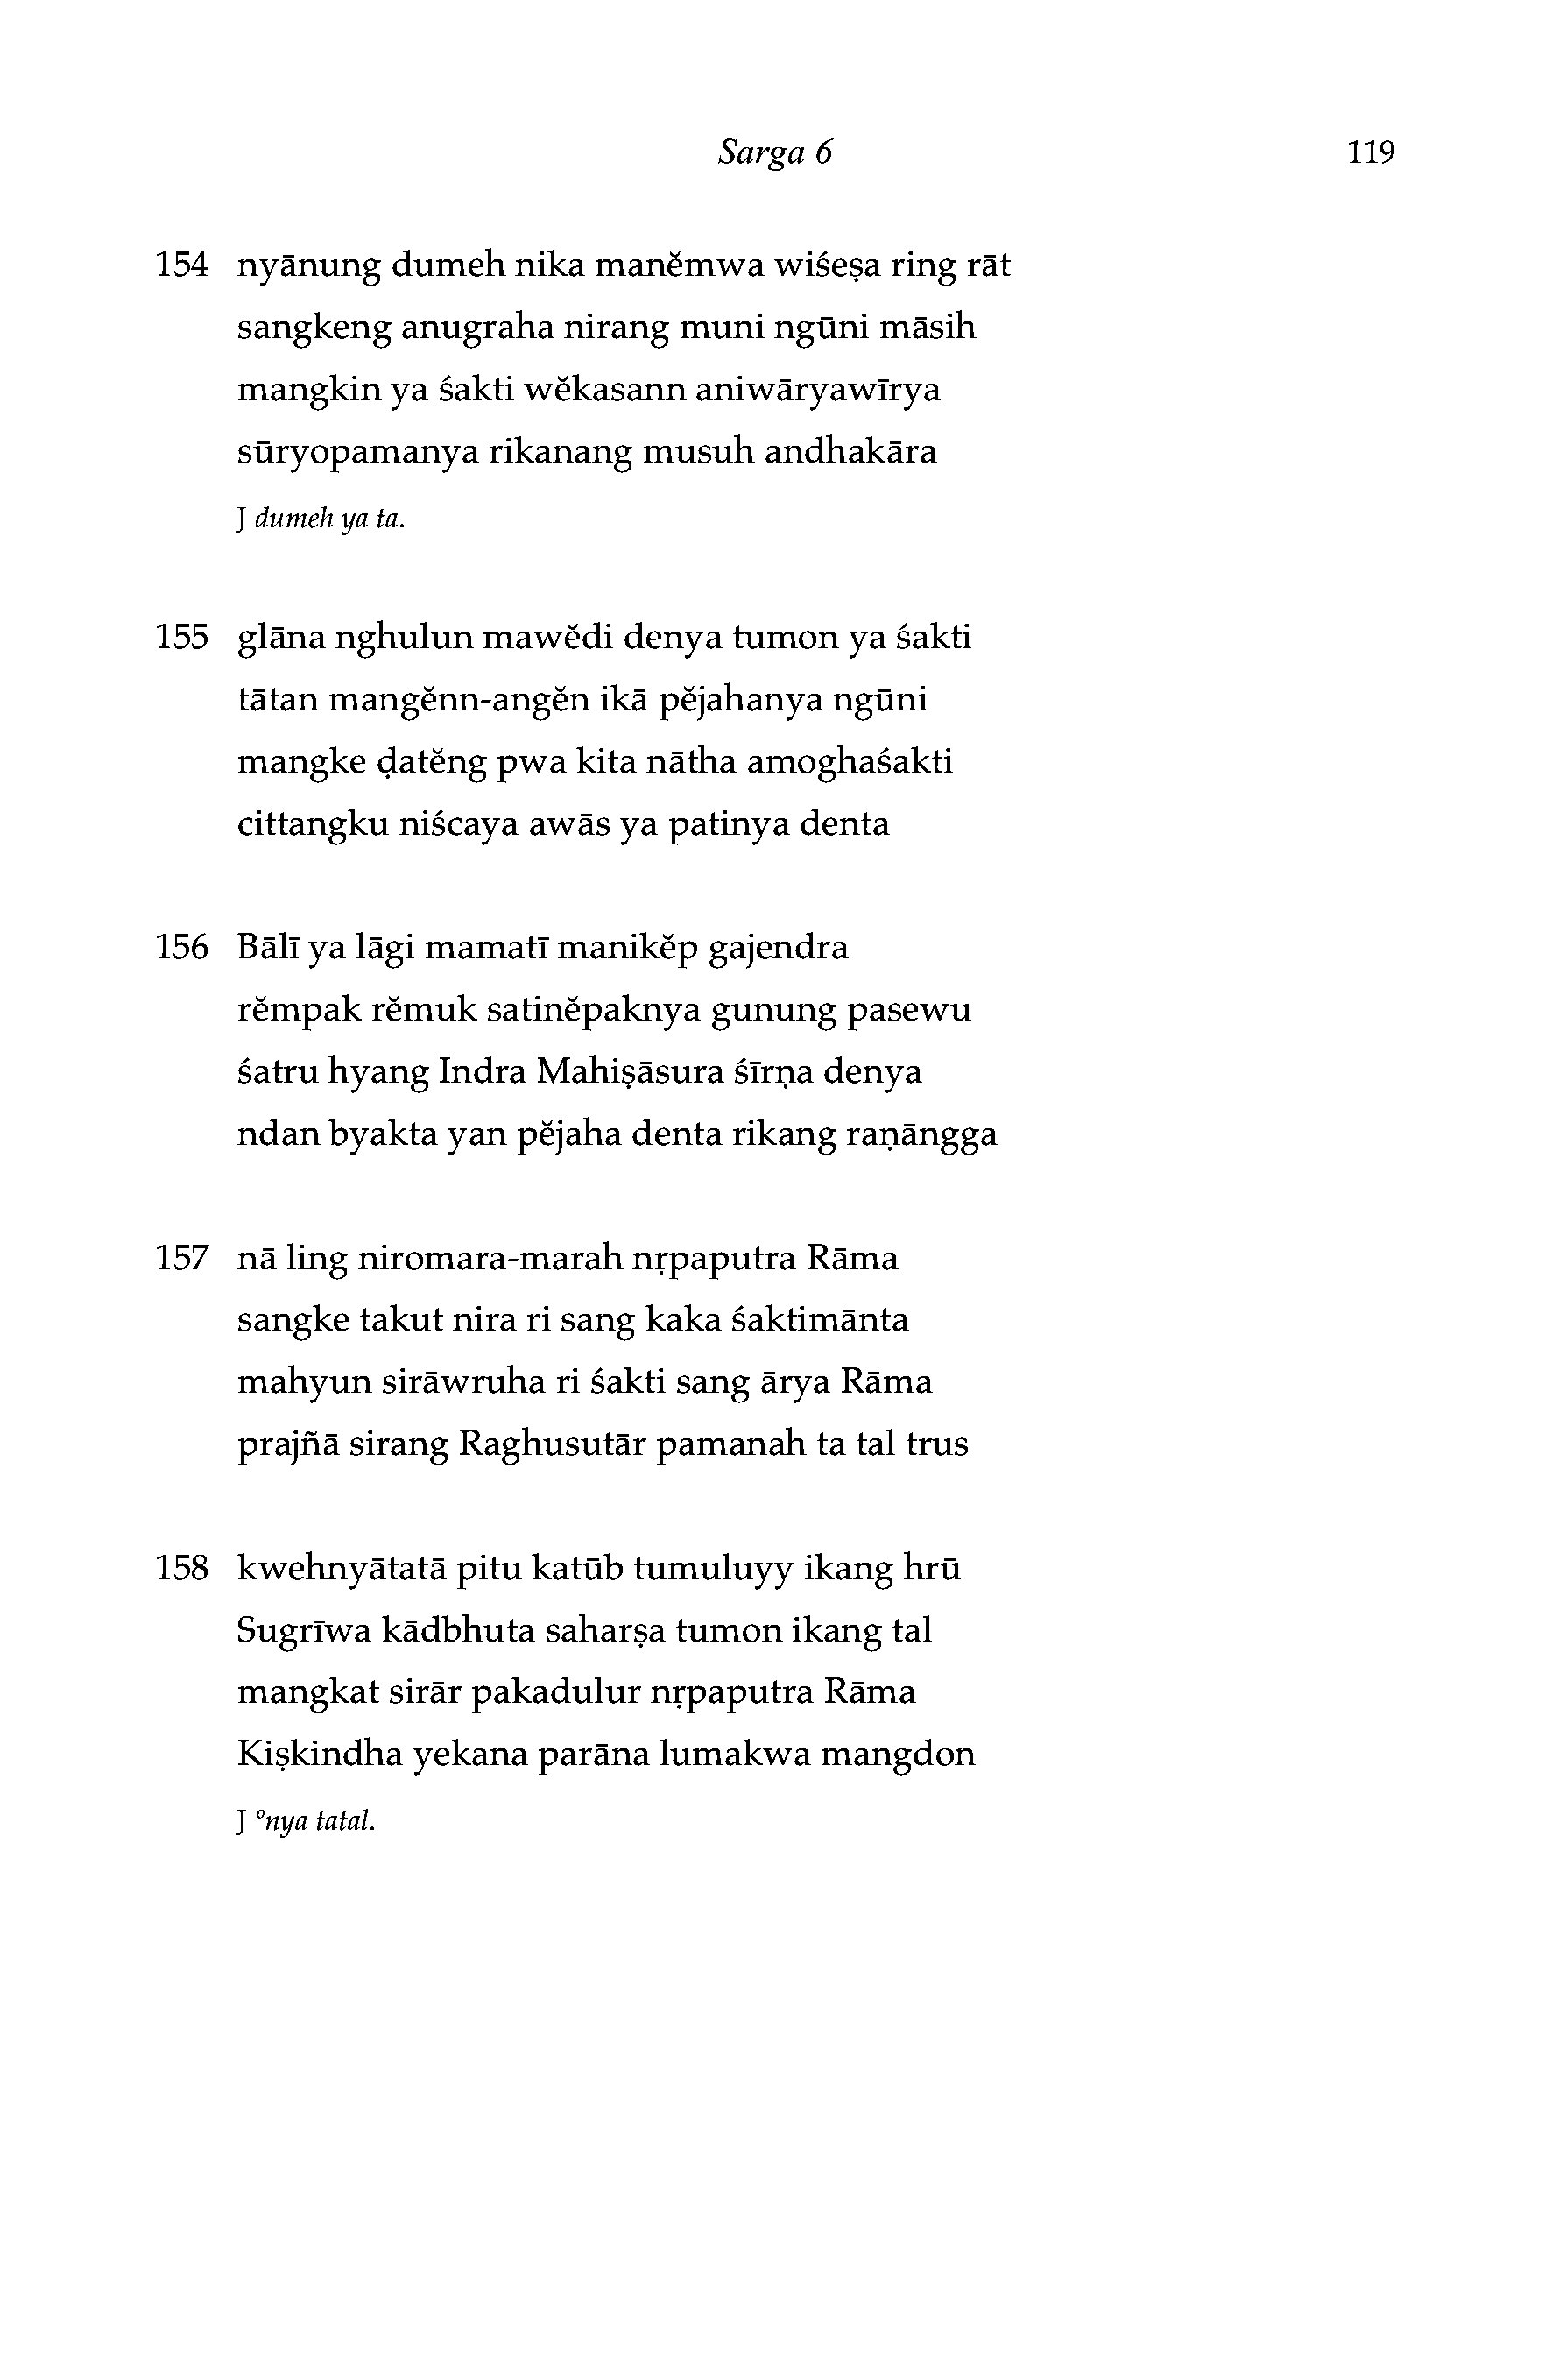 Sarga 6 119
154 nyānung dumeh nika manĕmwa wiśeṣa ring rāt
sangkeng anugraha nirang muni ngūni māsih
mangkin ya śakti wĕkasann aniwāryawīrya
sūryopamanya rikanang musuh andhakāra
J dumeh ya ta.
155 glāna nghulun mawĕdi denya tumon ya śakti
tātan mangĕnn-angĕn ikā pĕjahanya ngūni
mangke ḍatĕng pwa kita nātha amoghaśakti
cittangku niścaya awās ya patinya denta
156 Bālī ya lāgi mamatī manikĕp gajendra
rĕmpak rĕmuk satinĕpaknya gunung pasewu
śatru hyang Indra Mahiṣāsura śīrṇa denya
ndan byakta yan pĕjaha denta rikang raṇāngga
157 nā ling niromara-marah nṛpaputra Rāma
sangke takut nira ri sang kaka śaktimānta
mahyun sirāwruha ri śakti sang ārya Rāma
prajñā sirang Raghusutār pamanah ta tal trus
158 kwehnyātatā pitu katūb tumuluyy ikang hrū
Sugrīwa kādbhuta saharṣa tumon ikang tal
mangkat sirār pakadulur nṛpaputra Rāma
Kiṣkindha yekana parāna lumakwa mangdon
J °nya tatal.